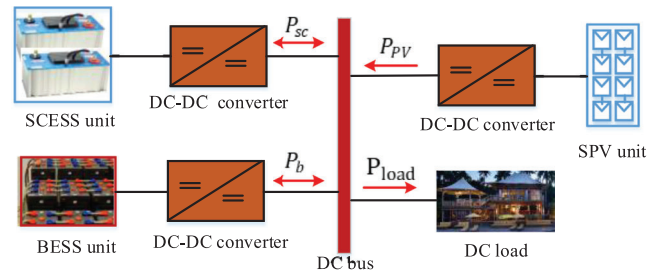 P_sc
SCESS unit
DC-DC converter
P_PV
DC-DC converter
SPV unit
P_b
BESS unit
DC-DC converter
P_load
DC load
DC bus